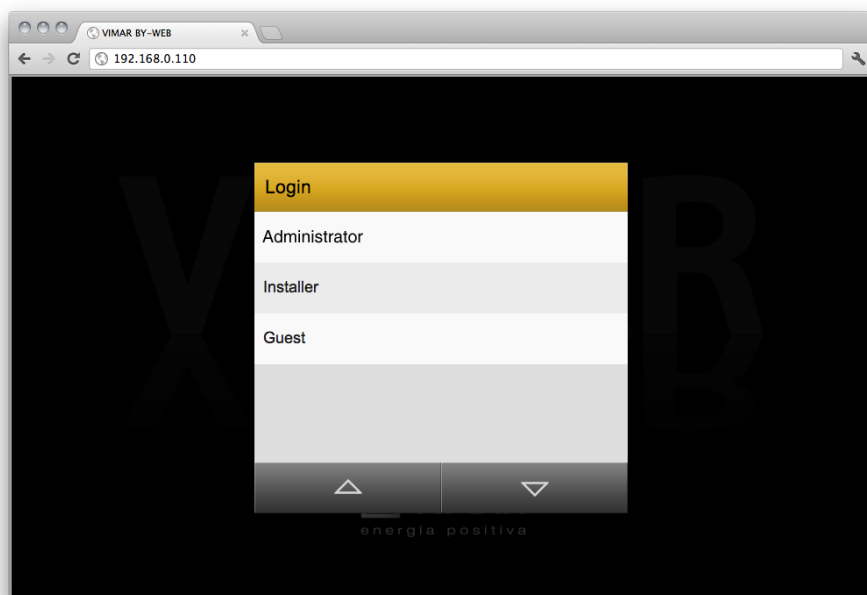 VIMAR BY-WEB
192.168.0.110
Login
Administrator
Installer
Guest
energia positiva